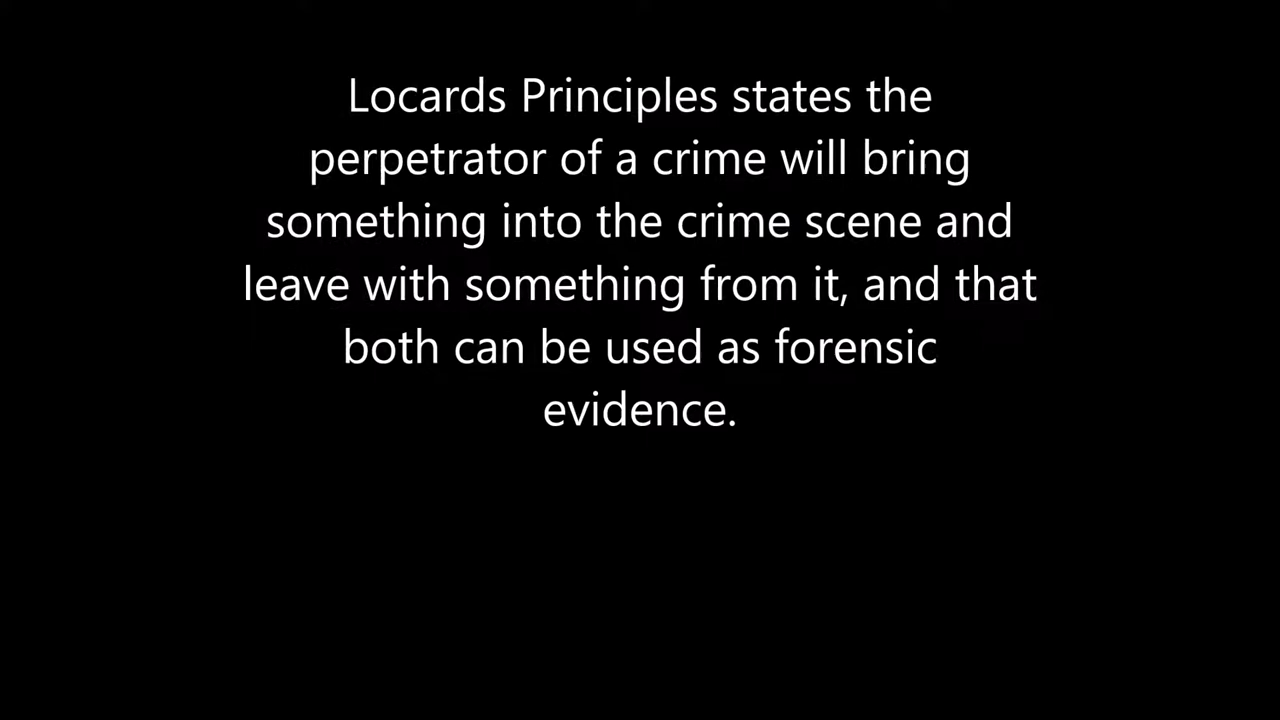 Locards Principles states the
perpetrator of a crime will bring
something into the crime scene and
leave with something from it, and that
both can be used as forensic
evidence.